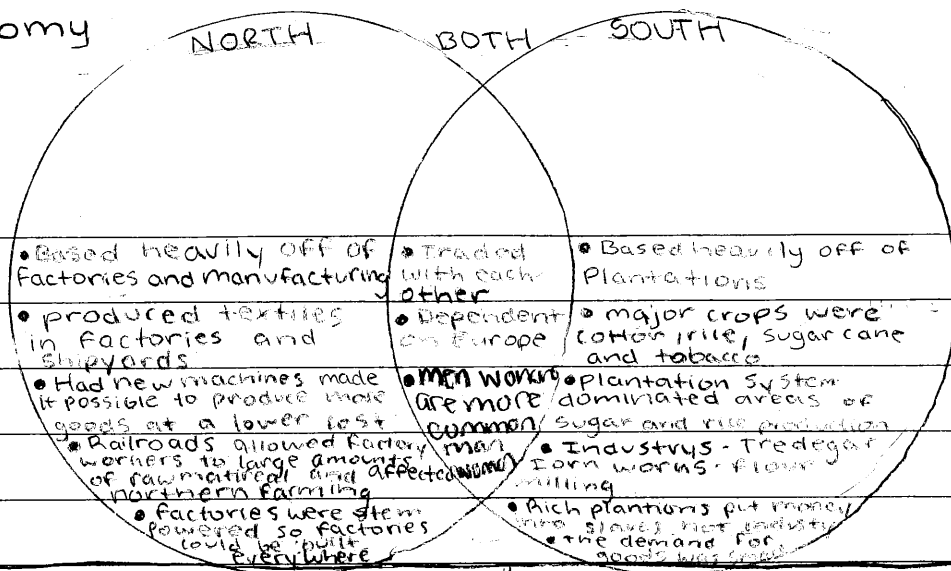 omy
NORTH
BOTH
SOUTH
• Based heavily off of
factories and manufacturing
• produced textiles
in factories and
shipyards
• Had new machines made
it possible to produce more
goods at a lower cost
• Railroads allowed factory
workers to large amounts
of rawmatireal and affected
northern farming
• factories were stem
powered so factories
could be built
everywhere
• Traded
with each
other
• Dependent
on Europe
• men working
are more
common
man
women
• Based heavily off of
Plantations
• major crops were
cotton, rice, sugar cane
and tobacco
• Plantation System
dominated areas of
sugar and rice production
• Industrys - Tredegar
Iorn works - flour
milling
• Rich plantions put money
into slaves not industry
• the demand for
goods was small